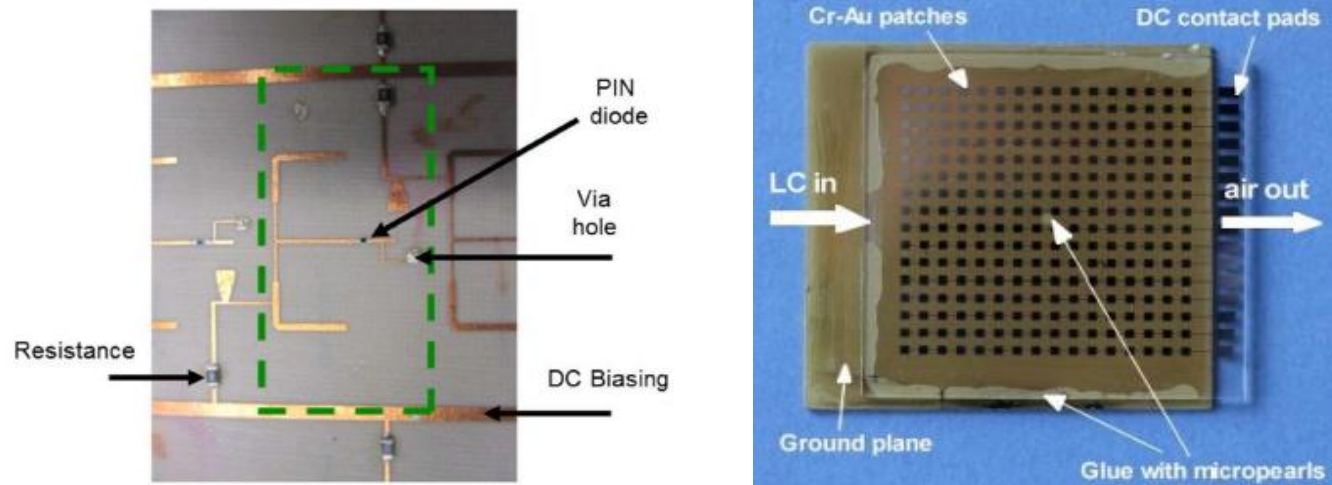 PIN
diode
Via
hole
Resistance
DC Biasing
Cr-Au patches
DC contact pads
LC in
air out
Ground plane
Glue with micropearls